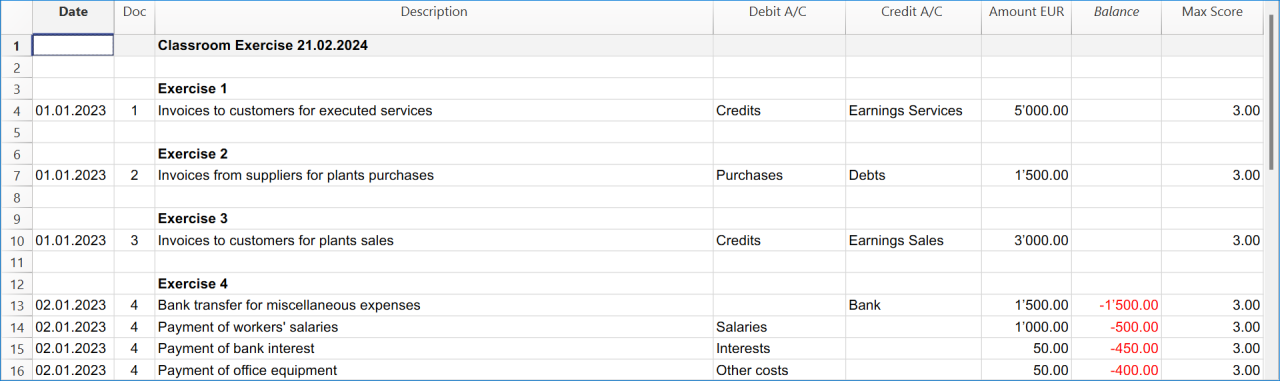 Date Doc Description Debit A/C Credit A/C Amount EUR Balance Max Score
1 Classroom Exercise 21.02.2024
2
3 Exercise 1
4 01.01.2023 1 Invoices to customers for executed services Credits Earnings Services 5'000.00 3.00
5
6 Exercise 2
7 01.01.2023 2 Invoices from suppliers for plants purchases Purchases Debts 1'500.00 3.00
8
9 Exercise 3
10 01.01.2023 3 Invoices to customers for plants sales Credits Earnings Sales 3'000.00 3.00
11
12 Exercise 4
13 02.01.2023 4 Bank transfer for miscellaneous expenses Bank 1'500.00 -1'500.00 3.00
14 02.01.2023 4 Payment of workers' salaries Salaries 1'000.00 -500.00 3.00
15 02.01.2023 4 Payment of bank interest Interests 50.00 -450.00 3.00
16 02.01.2023 4 Payment of office equipment Other costs 50.00 -400.00 3.00